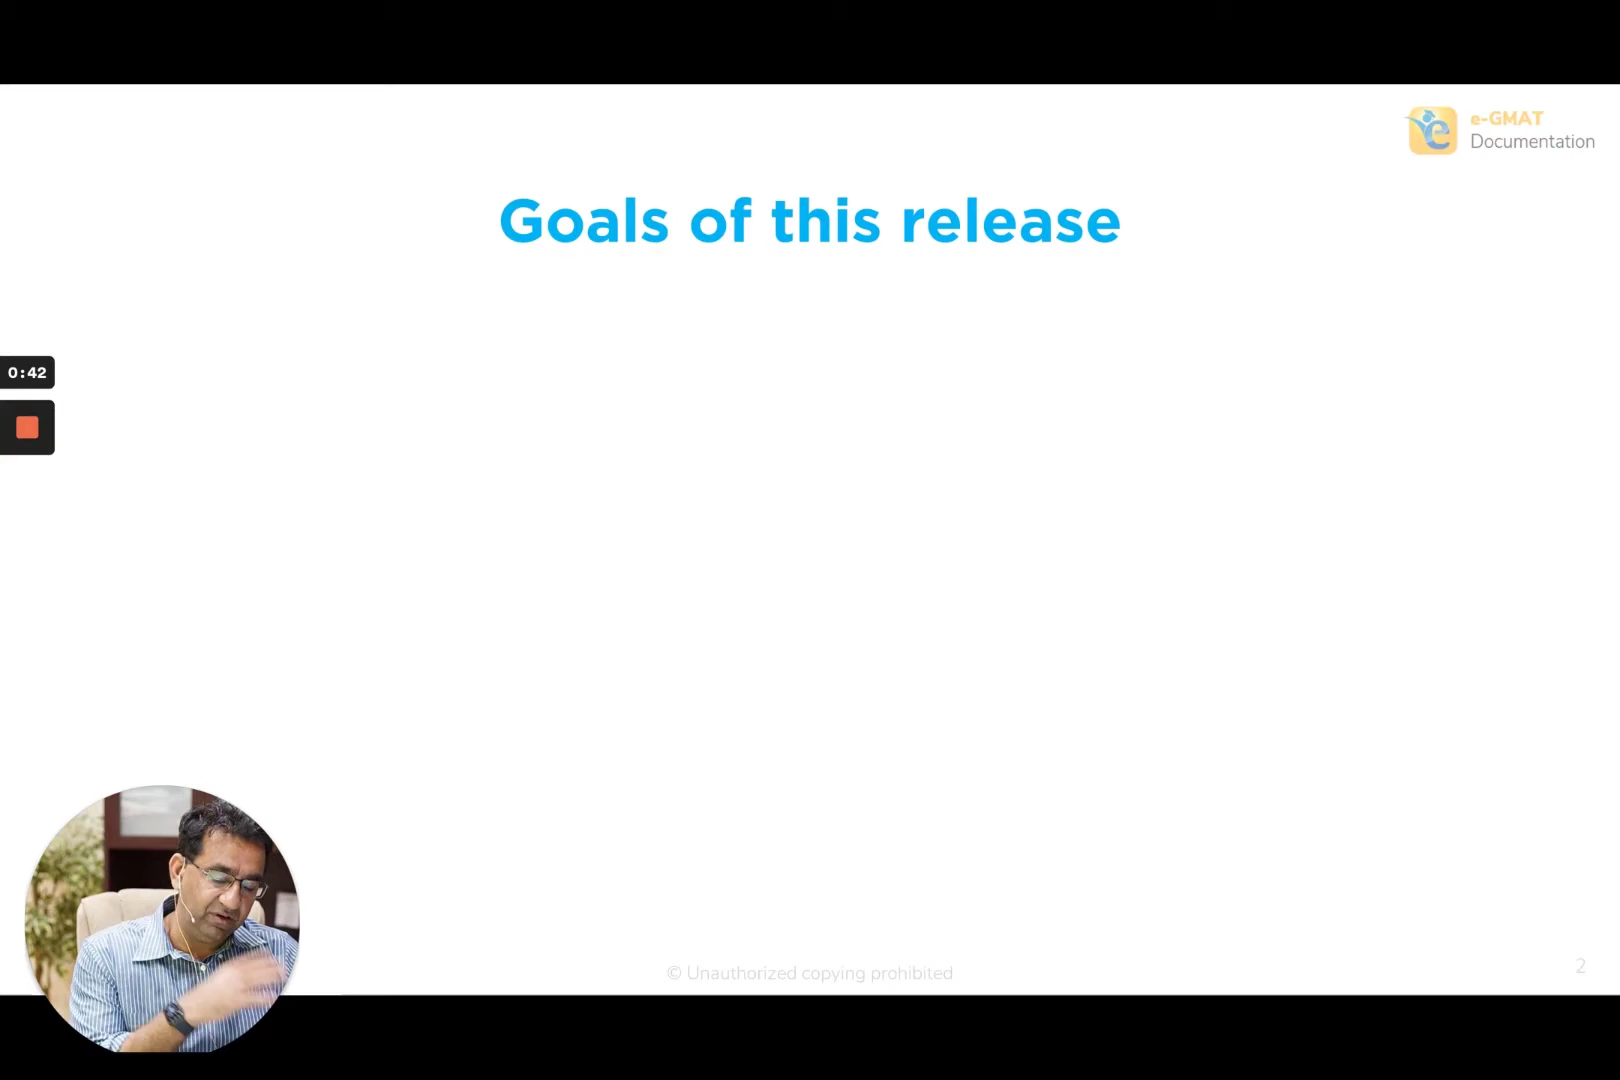 e-GMAT
Documentation
Goals of this release
0:42
© Unauthorized copying prohibited
2